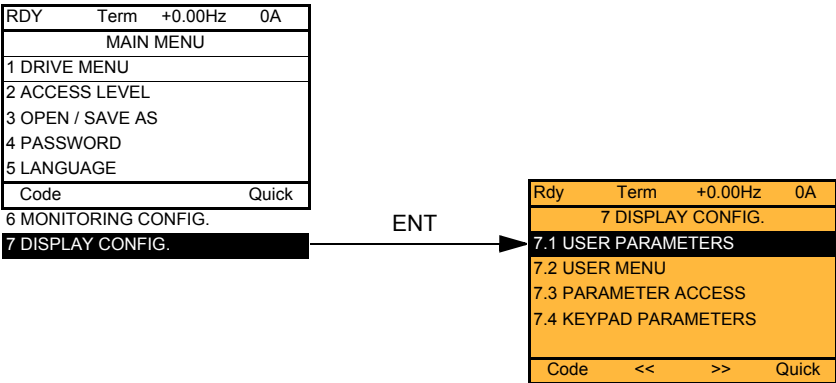 RDY Term +0.00Hz 0A
MAIN MENU
1 DRIVE MENU
2 ACCESS LEVEL
3 OPEN / SAVE AS
4 PASSWORD
5 LANGUAGE
Code Quick
6 MONITORING CONFIG.
7 DISPLAY CONFIG.
ENT
Rdy Term +0.00Hz 0A
7 DISPLAY CONFIG.
7.1 USER PARAMETERS
7.2 USER MENU
7.3 PARAMETER ACCESS
7.4 KEYPAD PARAMETERS
Code << >> Quick